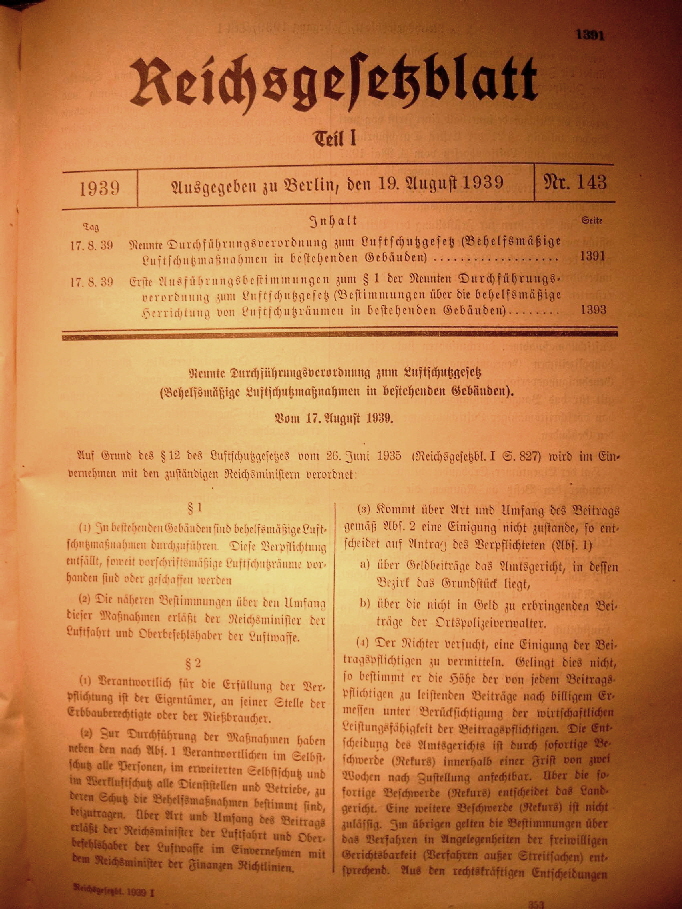 1391
Reichsgesetzblatt
Teil I
1939
Ausgegeben zu Berlin, den 19. August 1939
Nr. 143
Tag
Inhalt
Seite
17. 8. 39 Neunte Durchführungsverordnung zum Luftschutzgesetz (Behelfsmäßige
Luftschutzmaßnahmen in bestehenden Gebäuden) .................. 1391
17. 8. 39 Erste Ausführungsbestimmungen zum § 1 der Neunten Durchführungs-
verordnung zum Luftschutzgesetz (Bestimmungen über die behelfsmäßige
Herrichtung von Luftschutzräumen in bestehenden Gebäuden)........ 1393
Neunte Durchführungsverordnung zum Luftschutzgesetz
(Behelfsmäßige Luftschutzmaßnahmen in bestehenden Gebäuden).
Vom 17. August 1939.
Auf Grund des § 12 des Luftschutzgesetzes vom 26. Juni 1935 (Reichsgesetzbl. I S. 827) wird im Ein-
vernehmen mit den zuständigen Reichsministern verordnet:
§ 1
(1) In bestehenden Gebäuden sind behelfsmäßige Luft-
schutzmaßnahmen durchzuführen. Diese Verpflichtung
entfällt, soweit vorschriftsmäßige Luftschutzräume vor-
handen sind oder geschaffen werden
(2) Die näheren Bestimmungen über den Umfang
dieser Maßnahmen erläßt der Reichsminister der
Luftfahrt und Oberbefehlshaber der Luftwaffe.
§ 2
(1) Verantwortlich für die Erfüllung der Ver-
pflichtung ist der Eigentümer, an seiner Stelle der
Erbbauberechtigte oder der Nießbraucher.
(2) Zur Durchführung der Maßnahmen haben
neben den nach Abs. 1 Verantwortlichen im Selbst-
schutz alle Personen, im erweiterten Selbstschutz und
im Werkluftschutz alle Dienststellen und Betriebe, zu
deren Schutz die Behelfsmaßnahmen bestimmt sind,
beizutragen. Über Art und Umfang des Beitrags
erläßt der Reichsminister der Luftfahrt und Ober-
befehlshaber der Luftwaffe im Einvernehmen mit
dem Reichsminister der Finanzen Richtlinien.
(3) Kommt über Art und Umfang des Beitrags
gemäß Abs. 2 eine Einigung nicht zustande, so ent-
scheidet auf Antrag des Verpflichteten (Abs. 1)
a) über Geldbeiträge das Amtsgericht, in dessen
Bezirk das Grundstück liegt,
b) über die nicht in Geld zu erbringenden Bei-
träge der Ortspolizeiverwalter.
(4) Der Richter versucht, eine Einigung der Bei-
tragspflichtigen zu vermitteln. Gelingt dies nicht,
so bestimmt er die Höhe der von jedem Beitrags-
pflichtigen zu leistenden Beiträge nach billigem Er-
messen unter Berücksichtigung der wirtschaftlichen
Leistungsfähigkeit der Beitragspflichtigen. Die Ent-
scheidung des Amtsgerichts ist durch sofortige Be-
schwerde (Rekurs) innerhalb einer Frist von zwei
Wochen nach Zustellung anfechtbar. Über die so-
fortige Beschwerde (Rekurs) entscheidet das Land-
gericht. Eine weitere Beschwerde (Rekurs) ist nicht
zulässig. Im übrigen gelten die Bestimmungen über
das Verfahren in Angelegenheiten der freiwilligen
Gerichtsbarkeit (Verfahren außer Streitsachen) ent-
sprechend. Aus den rechtskräftigen Entscheidungen
Reichsgesetzbl. 1939 I
353